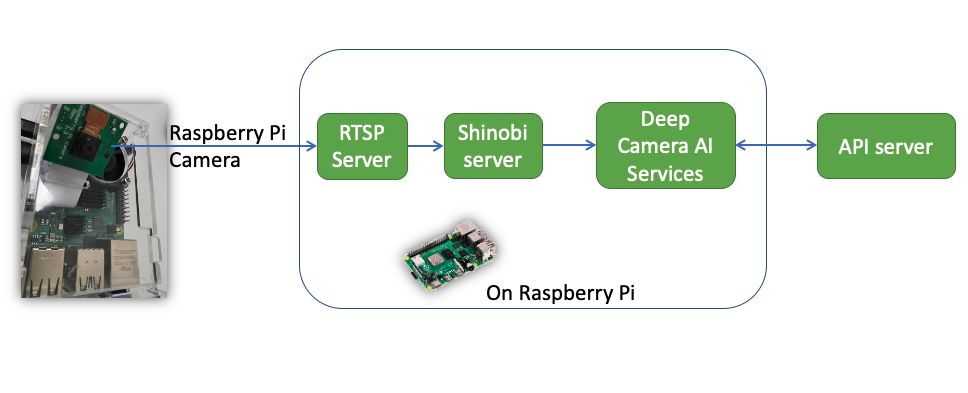 Raspberry Pi
Camera
RTSP
Server
Shinobi
server
Deep
Camera AI
Services
API server
On Raspberry Pi